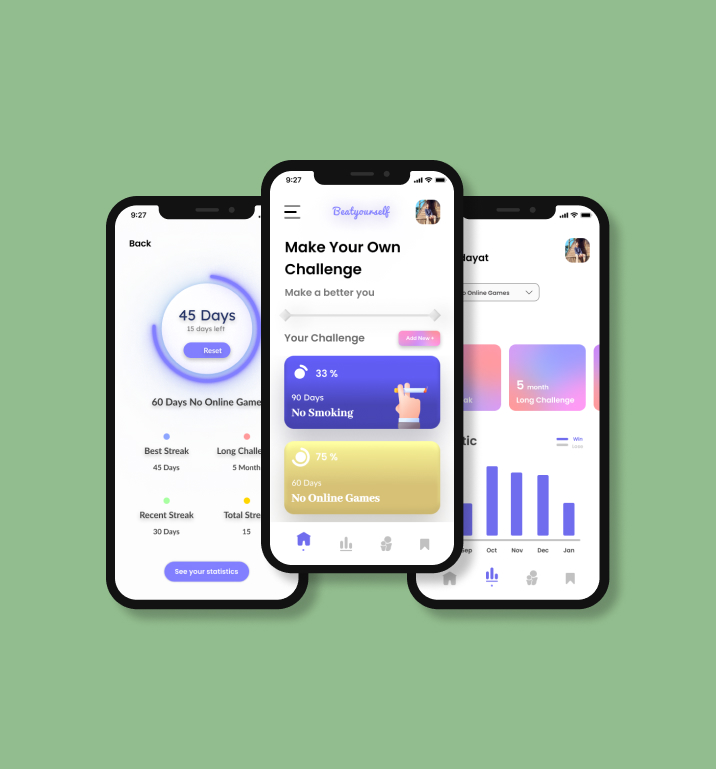 9:27
Back
45 Days
15 days left
Reset
60 Days No Online Game
Best Streak
45 Days
Long Challe
5 Month
Recent Streak
30 Days
Total Stre
15
See your statistics
9:27
Beatyourself
Make Your Own
Challenge
Make a better you
Your Challenge
Add New +
33 %
90 Days
No Smoking
75 %
60 Days
No Online Games
dayat
o Online Games
ak
5 month
Long Challenge
tic
Win
Loss
Sep
Oct
Nov
Dec
Jan